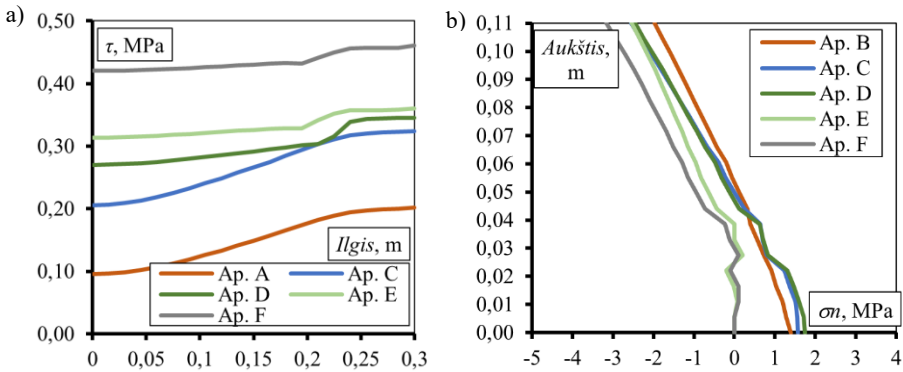 a)
τ, MPa
0,50
0,40
0,30
0,20
0,10
0,00
Ilgis, m
Ap. A
Ap. C
Ap. D
Ap. E
Ap. F
0 0,05 0,1 0,15 0,2 0,25 0,3
b)
Aukštis, m
0,11
0,10
0,09
0,08
0,07
0,06
0,05
0,04
0,03
0,02
0,01
0,00
Ap. B
Ap. C
Ap. D
Ap. E
Ap. F
σn, MPa
-5 -4 -3 -2 -1 0 1 2 3 4